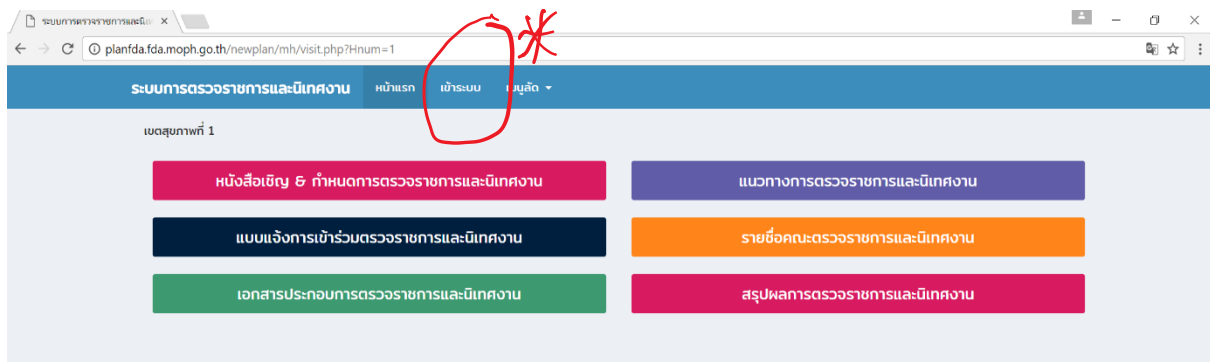 ระบบการตรวจราชการและนิเ
planfda.fda.moph.go.th/newplan/mh/visit.php?Hnum=1
ระบบการตรวจราชการและนิเทศงาน หน้าแรก เข้าระบบ เมนูลัด
เขตสุขภาพที่ 1
หนังสือเชิญ & กำหนดการตรวจราชการและนิเทศงาน แนวทางการตรวจราชการและนิเทศงาน
แบบแจ้งการเข้าร่วมตรวจราชการและนิเทศงาน รายชื่อคณะตรวจราชการและนิเทศงาน
เอกสารประกอบการตรวจราชการและนิเทศงาน สรุปผลการตรวจราชการและนิเทศงาน